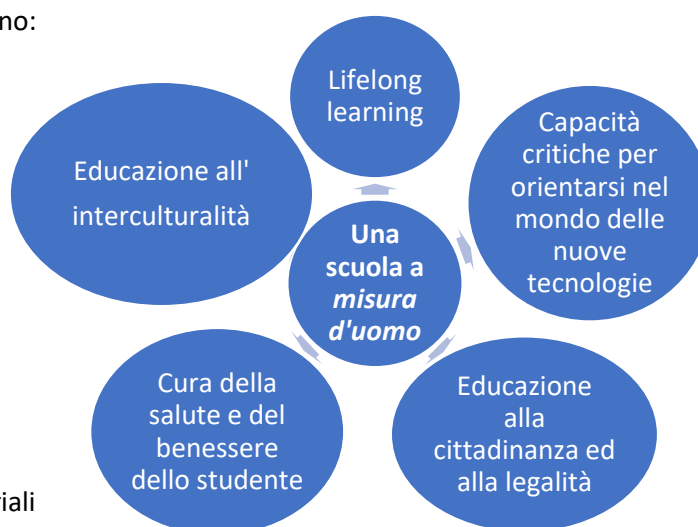 no:
Lifelong
learning
Capacità
critiche per
orientarsi nel
mondo delle
nuove
tecnologie
Educazione all'
interculturalità
Una
scuola a
misura
d'uomo
Cura della
salute e del
benessere
dello studente
Educazione
alla
cittadinanza ed
alla legalità
riali